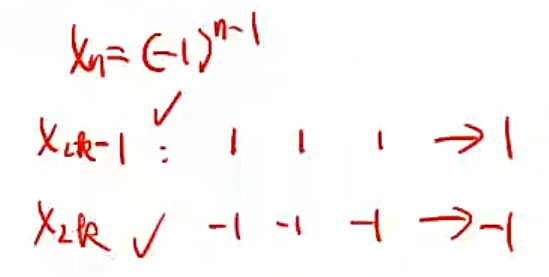 xₙ = (-1)ⁿ⁻¹
x₂ₖ₋₁ ✓ : 1 1 1 → 1
x₂ₖ ✓ -1 -1 -1 → -1